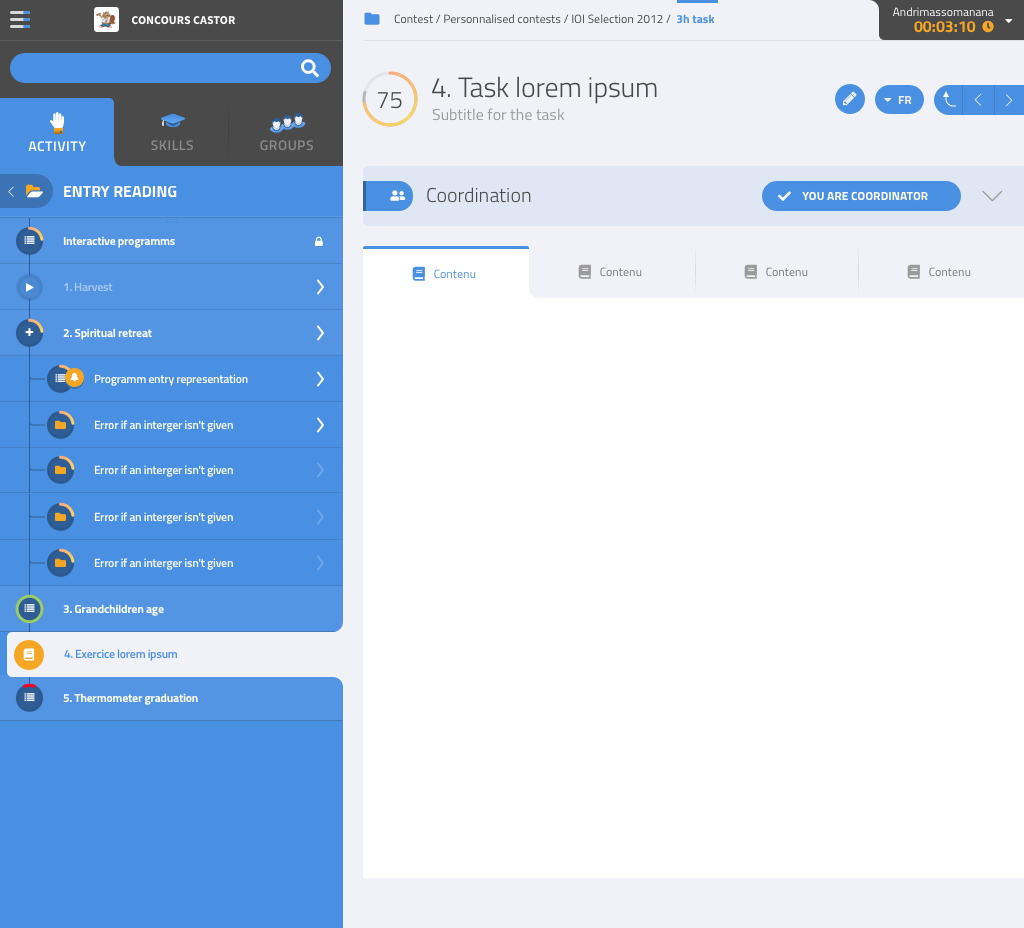 CONCOURS CASTOR
ACTIVITY
SKILLS
GROUPS
ENTRY READING
Interactive programms
1. Harvest
2. Spiritual retreat
Programm entry representation
Error if an interger isn't given
Error if an interger isn't given
Error if an interger isn't given
Error if an interger isn't given
3. Grandchildren age
4. Exercice lorem ipsum
5. Thermometer graduation
Contest / Personnalised contests / IOI Selection 2012 / 3h task
Andrimassomanana
00:03:10
75
4. Task lorem ipsum
Subtitle for the task
FR
Coordination
YOU ARE COORDINATOR
Contenu
Contenu
Contenu
Contenu